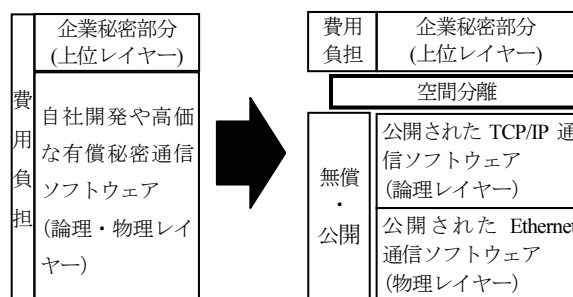 費用負担
企業秘密部分
(上位レイヤー)
自社開発や高価
な有償秘密通信
ソフトウェア
(論理・物理レイ
ヤー)
費用
負担
企業秘密部分
(上位レイヤー)
空間分離
無償
・
公開
公開された TCP/IP 通
信ソフトウェア
(論理レイヤー)
公開された Ethernet
通信ソフトウェア
(物理レイヤー)